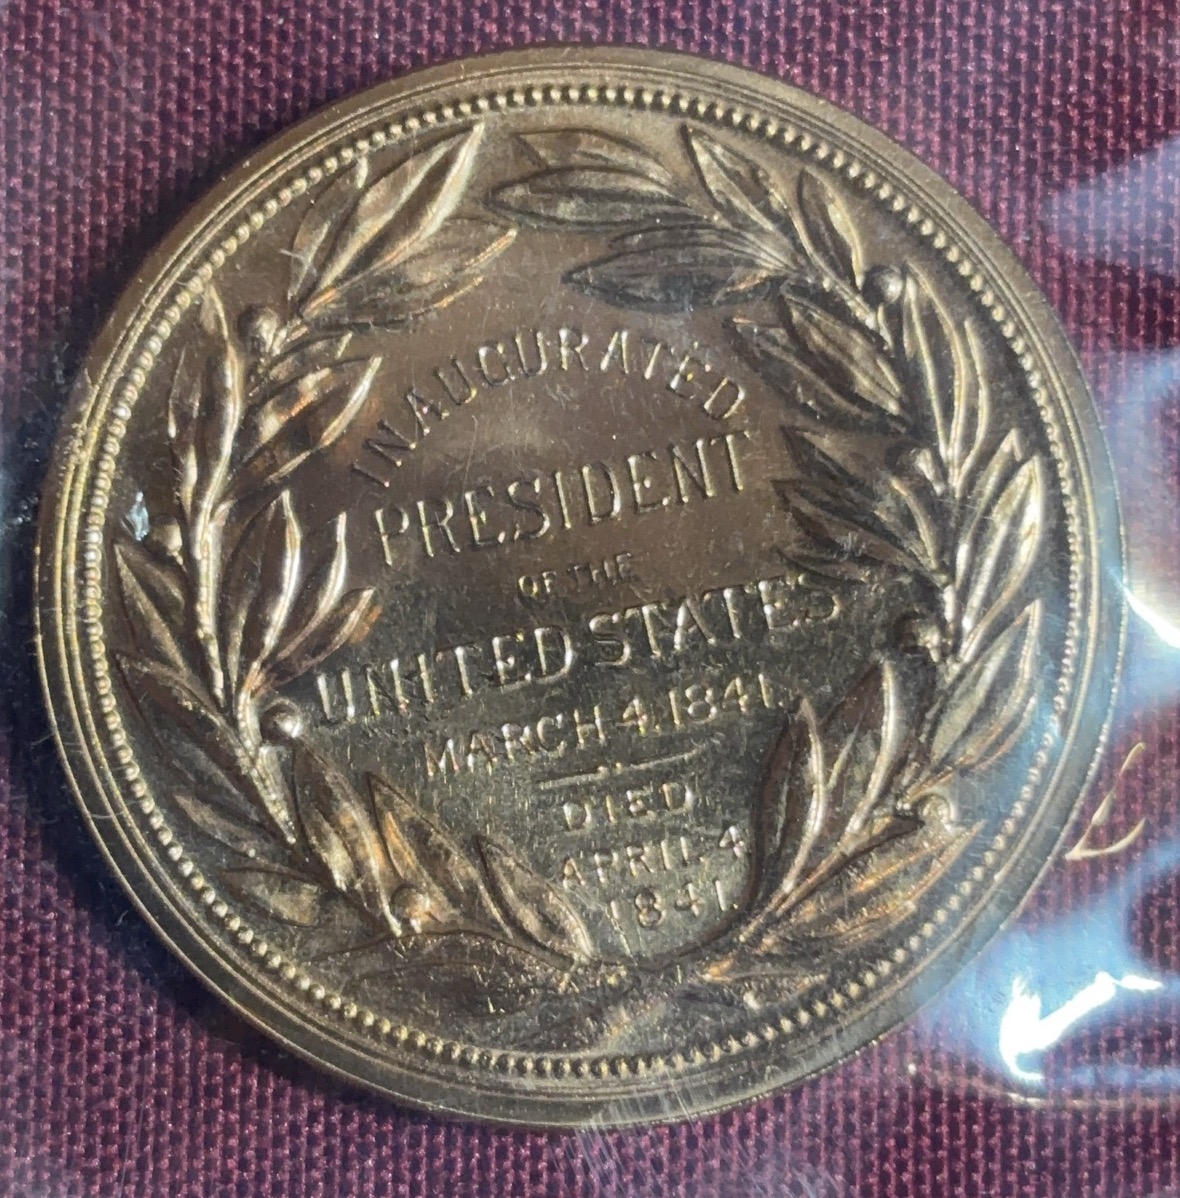 INAUGURATED
PRESIDENT
OF THE
UNITED STATES
MARCH 4, 1841.
DIED
APRIL 4
1841.